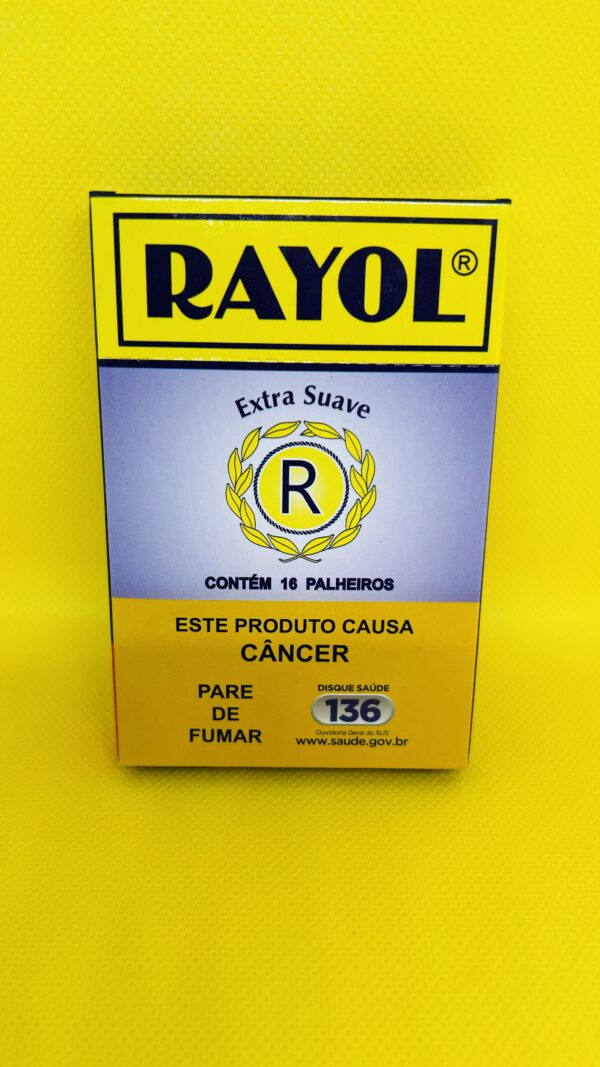 RAYOL®
Extra Suave
R
CONTÉM 16 PALHEIROS
ESTE PRODUTO CAUSA
CÂNCER
PARE
DE
FUMAR
DISQUE SAÚDE
136
Ouvidoria Geral do SUS
www.saude.gov.br